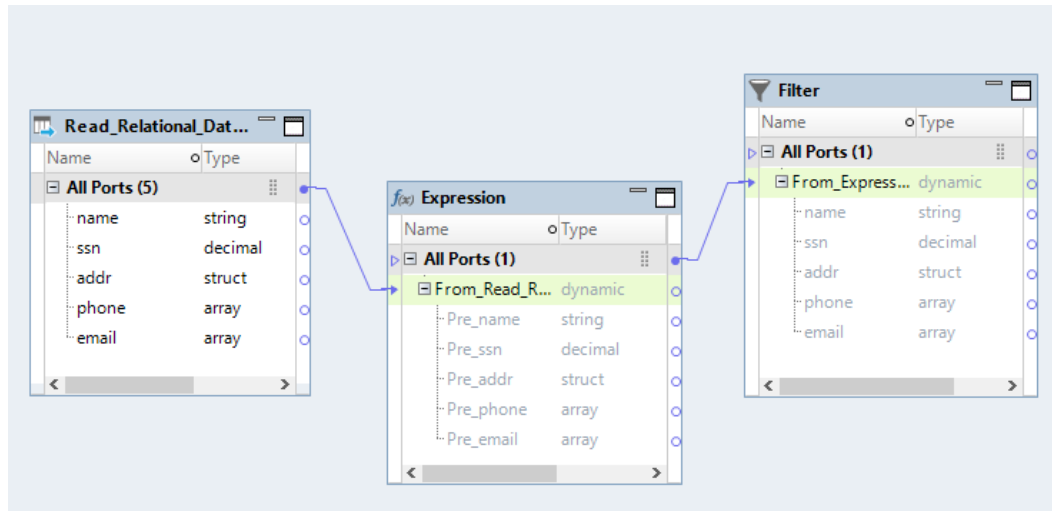 Read_Relational_Dat...
Name Type
All Ports (5)
name string
ssn decimal
addr struct
phone array
email array
f(x) Expression
Name Type
All Ports (1)
From_Read_R... dynamic
Pre_name string
Pre_ssn decimal
Pre_addr struct
Pre_phone array
Pre_email array
Filter
Name Type
All Ports (1)
From_Express... dynamic
name string
ssn decimal
addr struct
phone array
email array